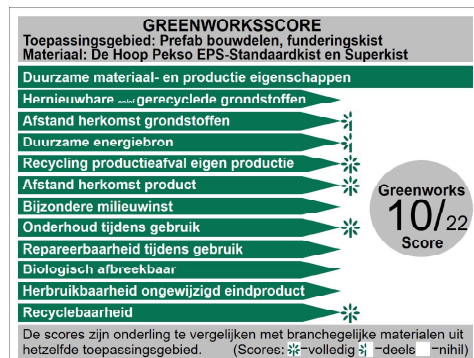 GREENWORKSSCORE
Toepassingsgebied: Prefab bouwdelen, funderingskist
Materiaal: De Hoop Pekso EPS-Standaardkist en Superkist
Duurzame materiaal- en productie eigenschappen
Hernieuwbare en/of gerecyclede grondstoffen
Afstand herkomst grondstoffen
Duurzame energiebron
Recycling productieafval eigen productie
Afstand herkomst product
Bijzondere milieuwinst
Onderhoud tijdens gebruik
Repareerbaarheid tijdens gebruik
Biologisch afbreekbaar
Herbruikbaarheid ongewijzigd eindproduct
Recyclebaarheid
Greenworks
10/22
Score
De scores zijn onderling te vergelijken met branchegelijke materialen uit
hetzelfde toepassingsgebied. (Scores: =volledig =deels =nihil)